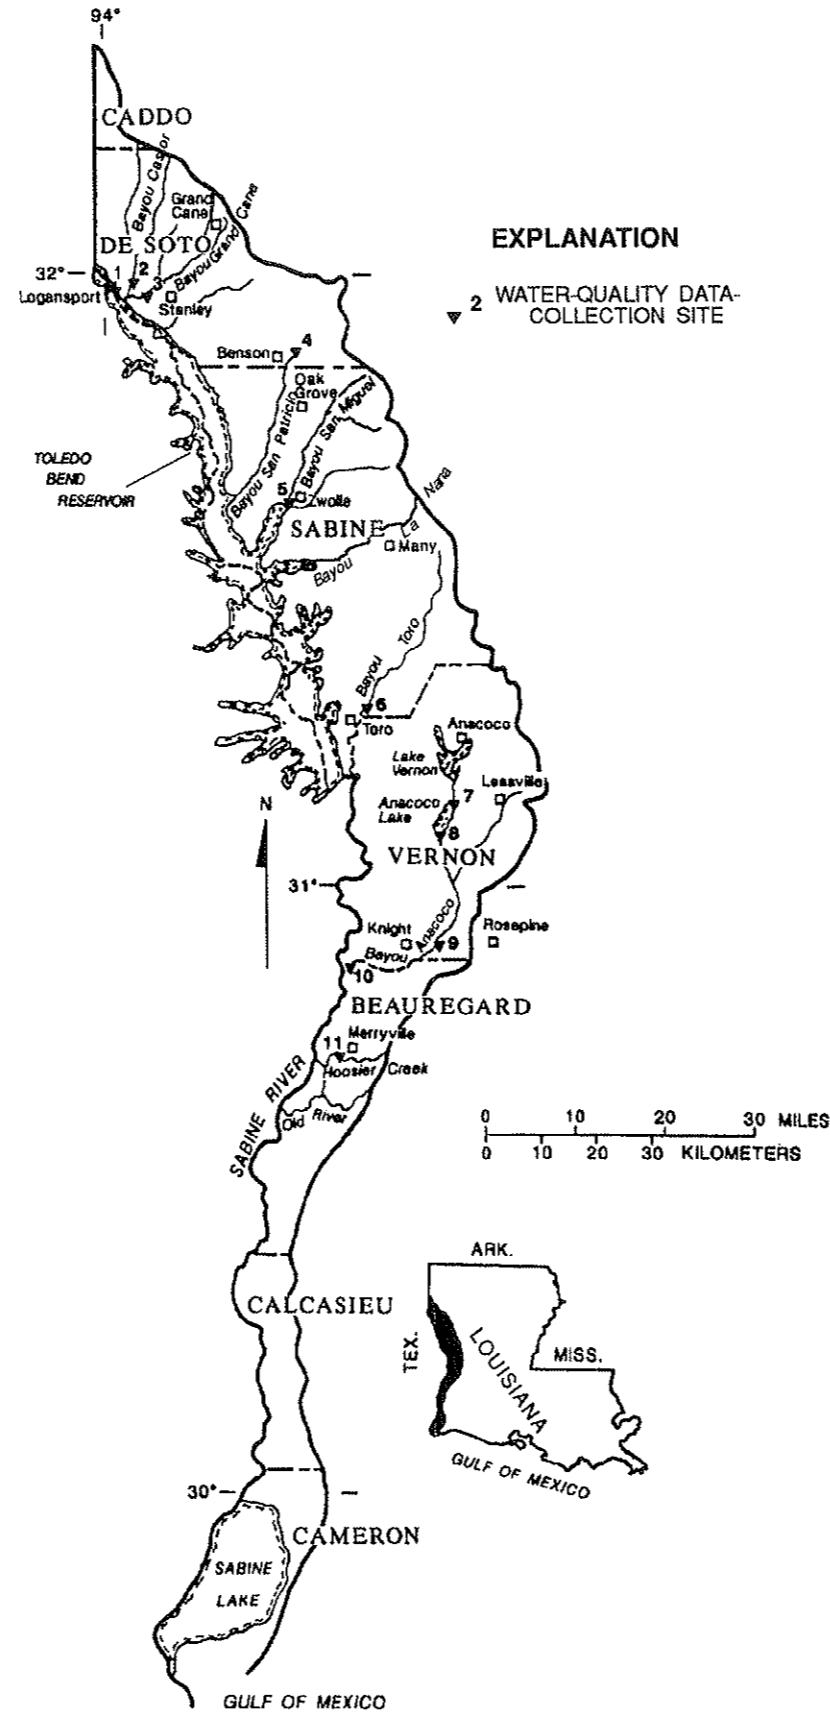 94°
CADDO
Bayou Castor
Grand
Cane
Bayou Grand Cane
DE SOTO
32°
1
2
3
Logansport
Stanley
EXPLANATION
2 WATER-QUALITY DATA-
COLLECTION SITE
Benson
4
Oak
Grove
Bayou San Patricio
Bayou San Miguel
TOLEDO
BEND
RESERVOIR
5
Zwolle
SABINE
Bayou La Nana
Many
Bayou Toro
6
Toro
Anacoco
Lake
Vernon
Leesville
N
Anacoco
Lake
7
8
VERNON
31°
Knight
Bayou Anacoco
9
Rosepine
10
BEAUREGARD
Merryville
11
Hoosier Creek
SABINE RIVER
Old River
0 10 20 30 MILES
0 10 20 30 KILOMETERS
ARK.
CALCASIEU
TEX.
LOUISIANA
MISS.
GULF OF MEXICO
30°
CAMERON
SABINE
LAKE
GULF OF MEXICO